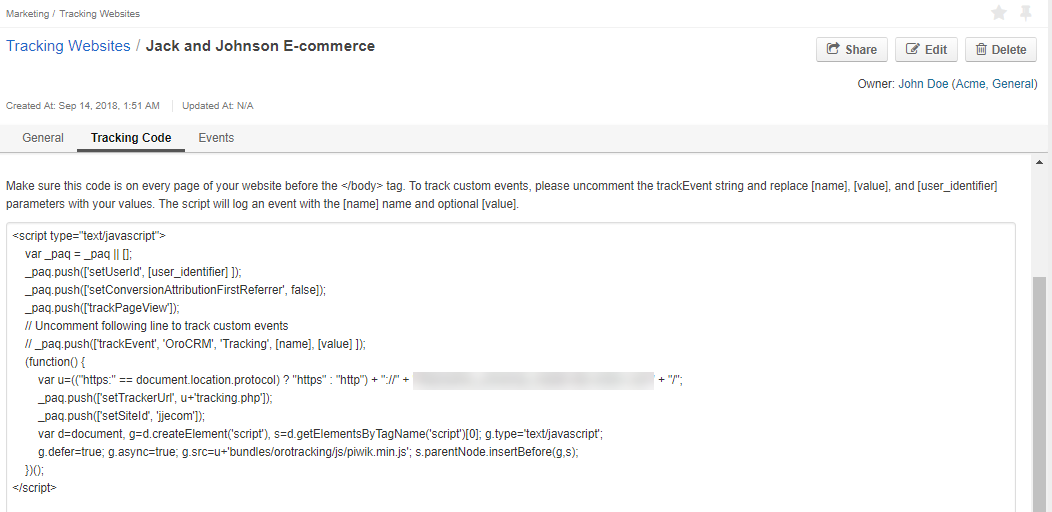 Marketing / Tracking Websites
Tracking Websites / Jack and Johnson E-commerce
Share Edit Delete
Owner: John Doe (Acme, General)
Created At: Sep 14, 2018, 1:51 AM Updated At: N/A
General Tracking Code Events
Make sure this code is on every page of your website before the </body> tag. To track custom events, please uncomment the trackEvent string and replace [name], [value], and [user_identifier]
parameters with your values. The script will log an event with the [name] name and optional [value].
<script type="text/javascript">
var _paq = _paq || [];
_paq.push(['setUserId', [user_identifier] ]);
_paq.push(['setConversionAttributionFirstReferrer', false]);
_paq.push(['trackPageView']);
// Uncomment following line to track custom events
// _paq.push(['trackEvent', 'OroCRM', 'Tracking', [name], [value] ]);
(function() {
var u=(("https:" == document.location.protocol) ? "https" : "http") + "://" + + "/";
_paq.push(['setTrackerUrl', u+'tracking.php']);
_paq.push(['setSiteId', 'jjecom']);
var d=document, g=d.createElement('script'), s=d.getElementsByTagName('script')[0]; g.type='text/javascript';
g.defer=true; g.async=true; g.src=u+'bundles/orotracking/js/piwik.min.js'; s.parentNode.insertBefore(g,s);
})();
</script>